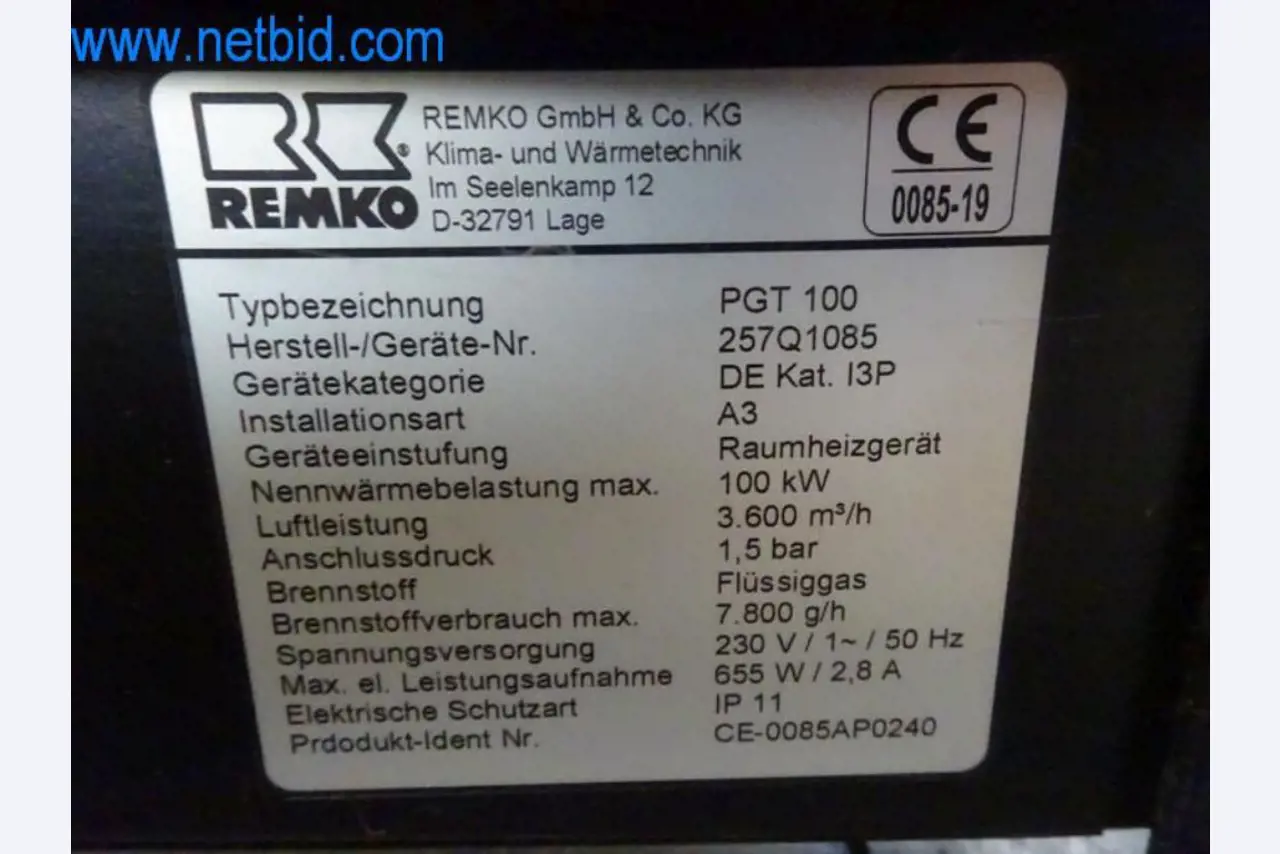 www.netbid.com
REMKO
REMKO GmbH & Co. KG
Klima- und Wärmetechnik
Im Seelenkamp 12
D-32791 Lage
CE
0085-19
Typbezeichnung PGT 100
Herstell-/Geräte-Nr. 257Q1085
Gerätekategorie DE Kat. I3P
Installationsart A3
Geräteeinstufung Raumheizgerät
Nennwärmebelastung max. 100 kW
Luftleistung 3.600 m³/h
Anschlussdruck 1,5 bar
Brennstoff Flüssiggas
Brennstoffverbrauch max. 7.800 g/h
Spannungsversorgung 230 V / 1~ / 50 Hz
Max. el. Leistungsaufnahme 655 W / 2,8 A
Elektrische Schutzart IP 11
Prdodukt-Ident Nr. CE-0085AP0240